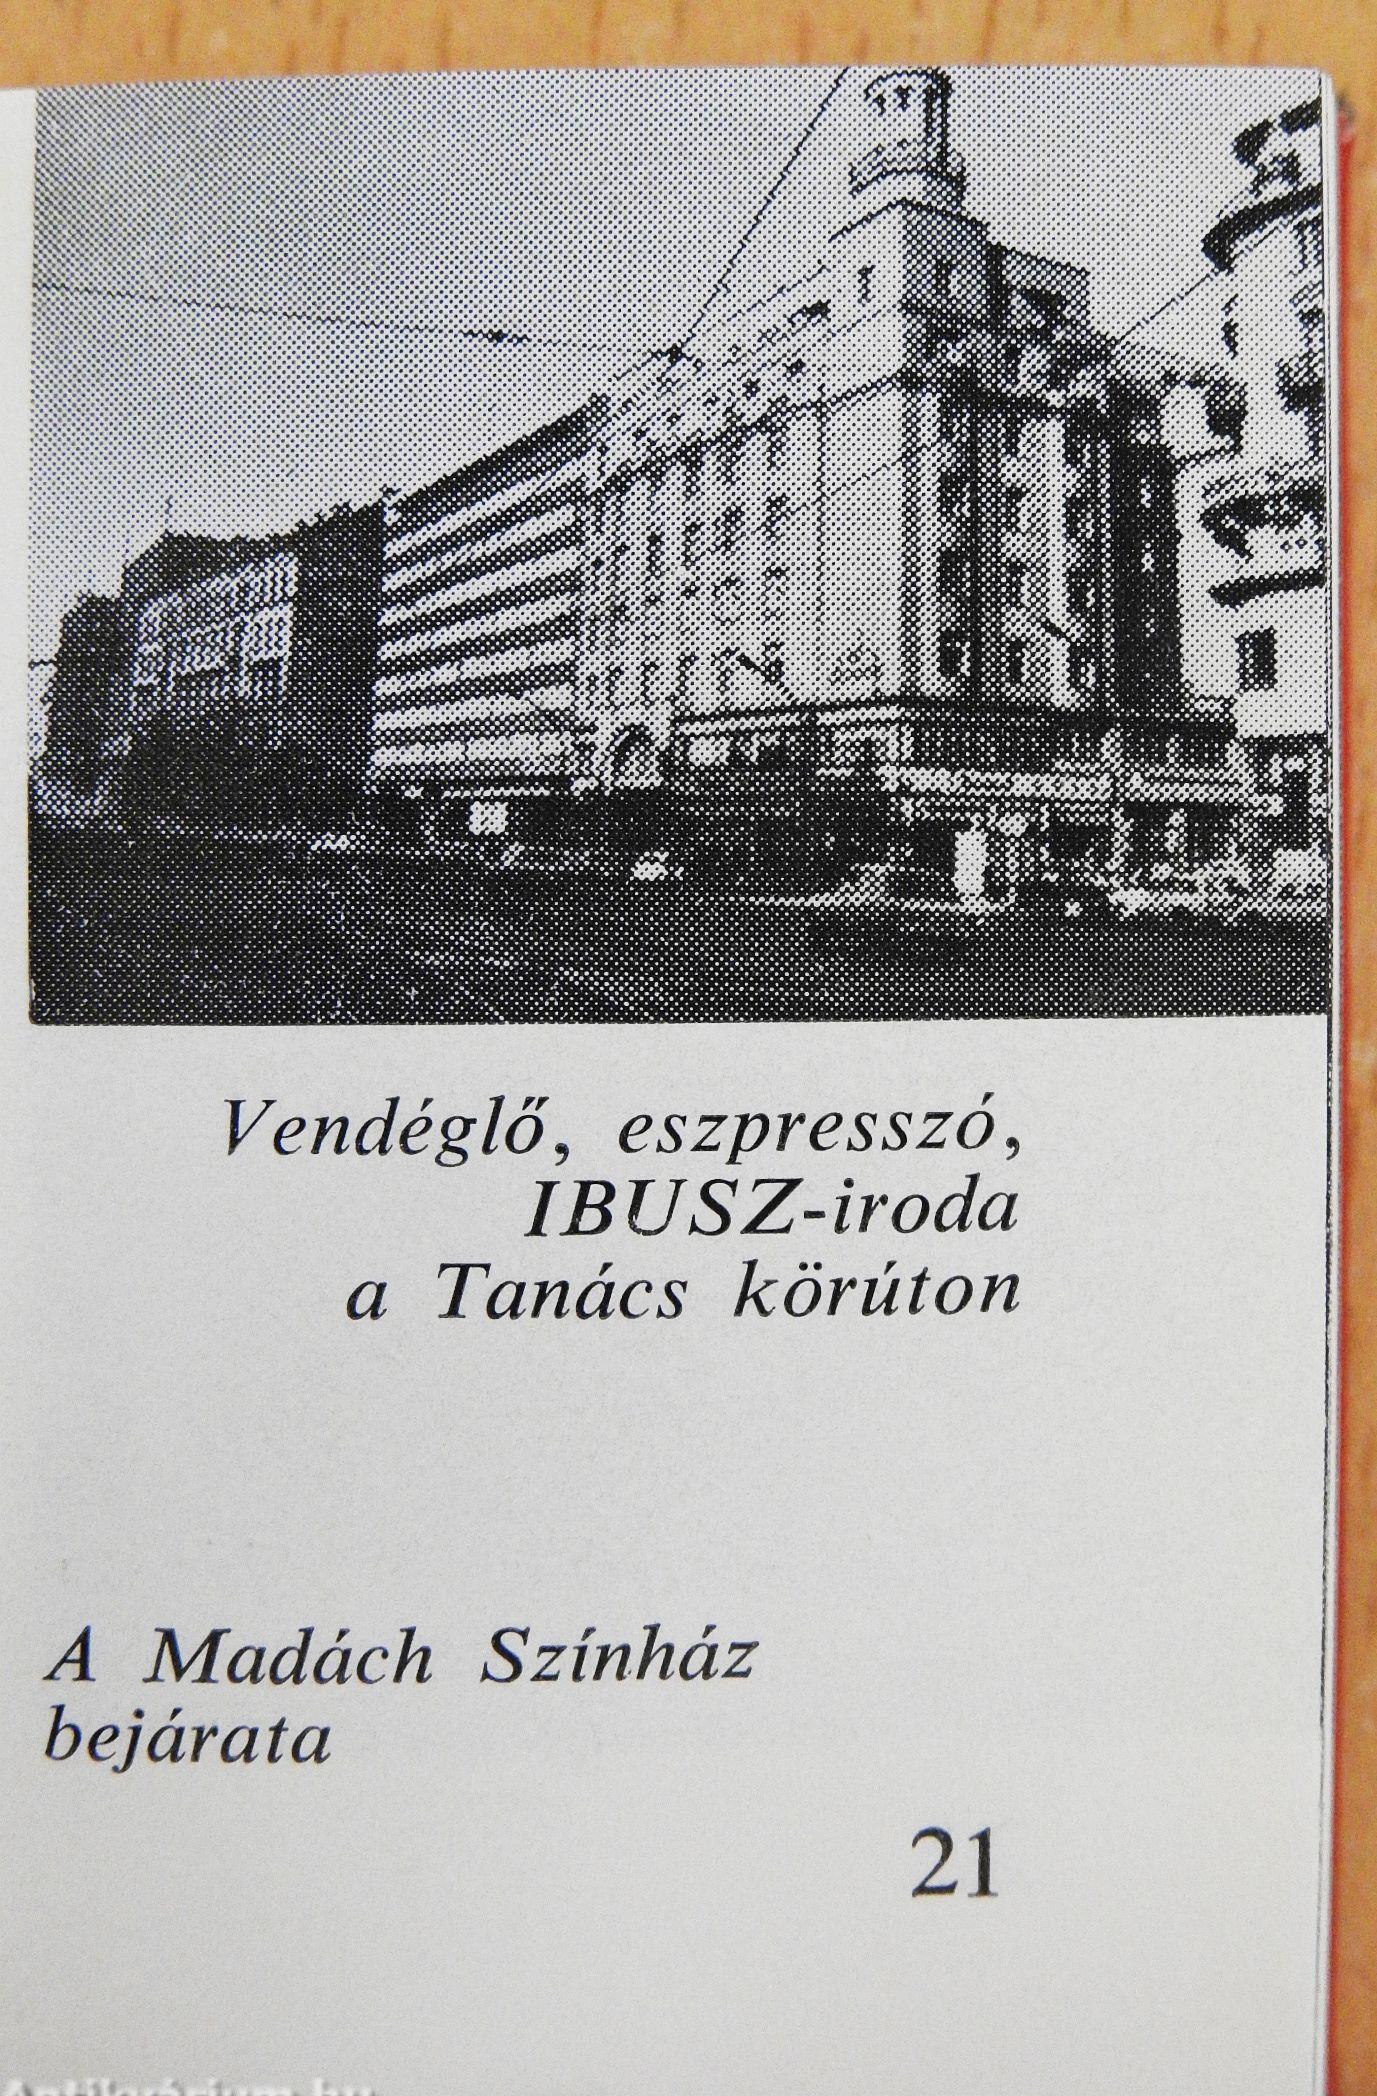 Vendéglő, eszpresszó,
IBUSZ-iroda
a Tanács körúton
A Madách Színház
bejárata
21